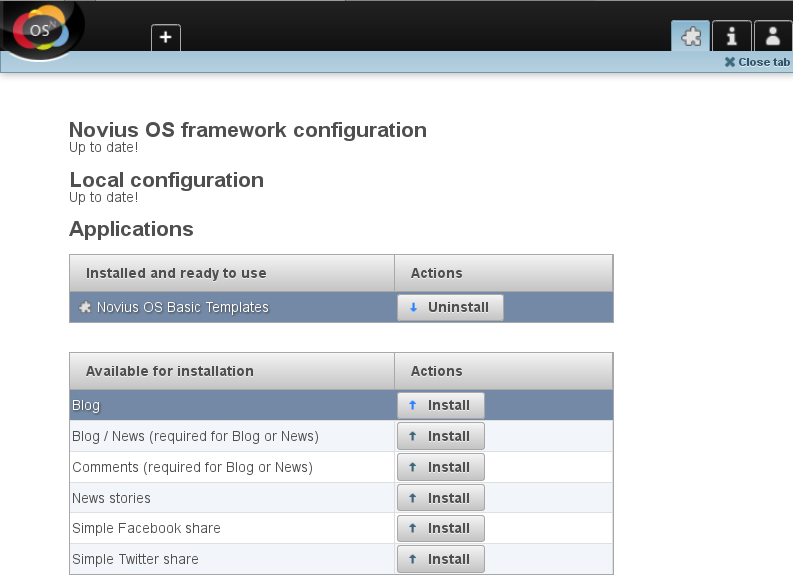 OS N
+
i
Close tab
Novius OS framework configuration
Up to date!
Local configuration
Up to date!
Applications
Installed and ready to use Actions
Novius OS Basic Templates Uninstall
Available for installation Actions
Blog Install
Blog / News (required for Blog or News) Install
Comments (required for Blog or News) Install
News stories Install
Simple Facebook share Install
Simple Twitter share Install